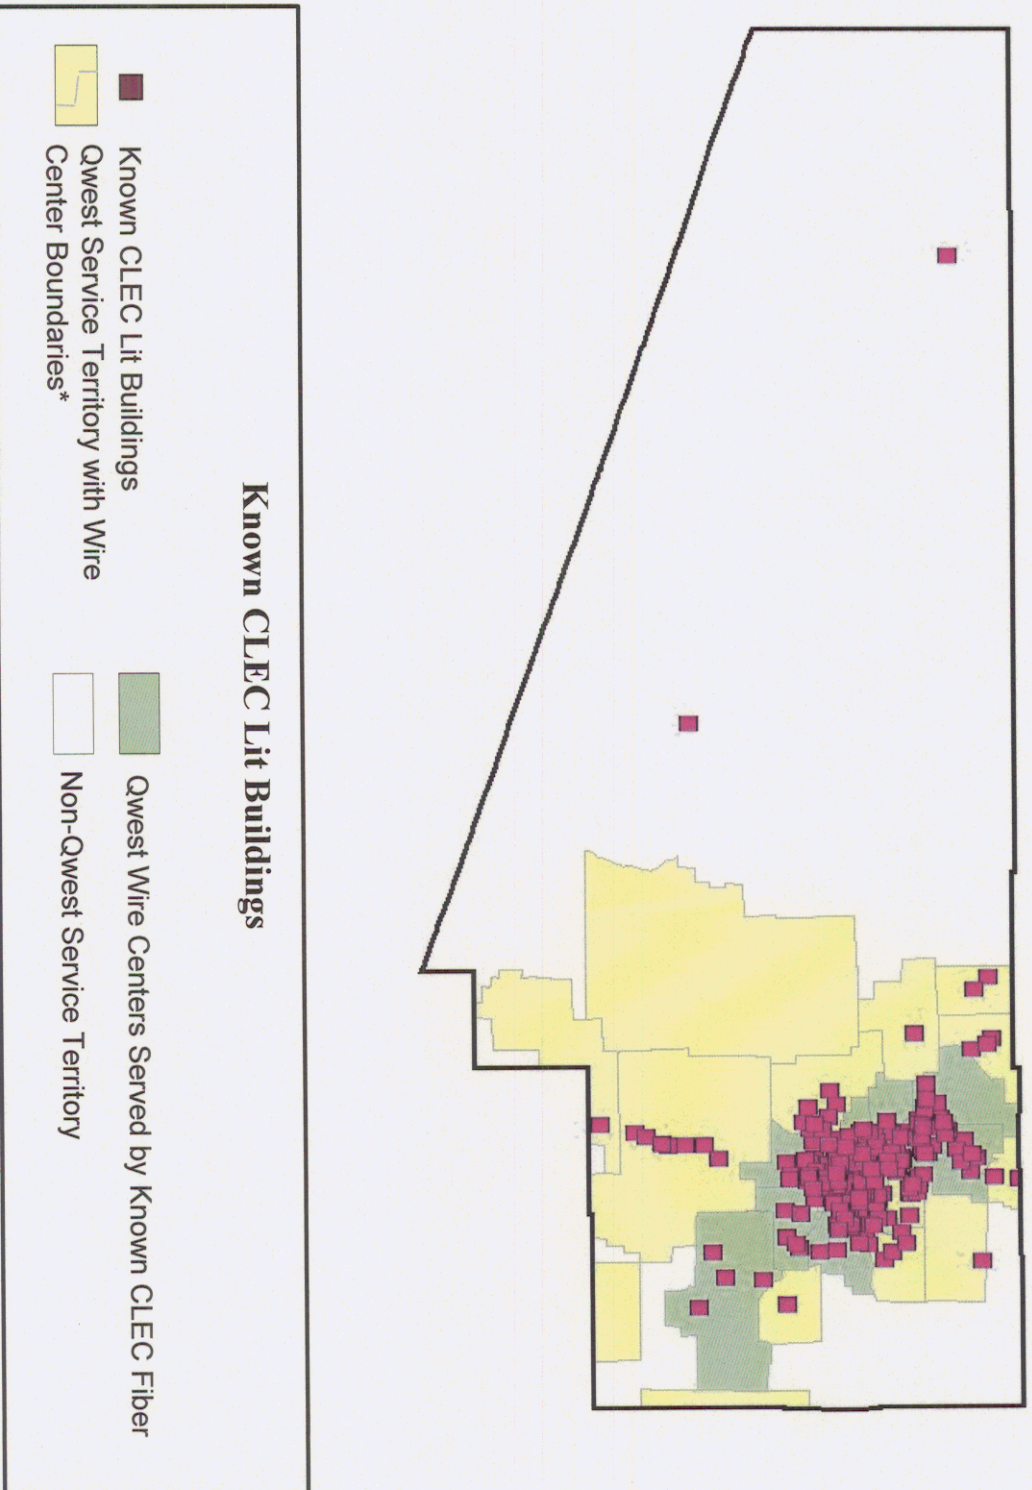 Known CLEC Lit Buildings
Known CLEC Lit Buildings
Qwest Service Territory with Wire
Center Boundaries*
Qwest Wire Centers Served by Known CLEC Fiber
Non-Qwest Service Territory